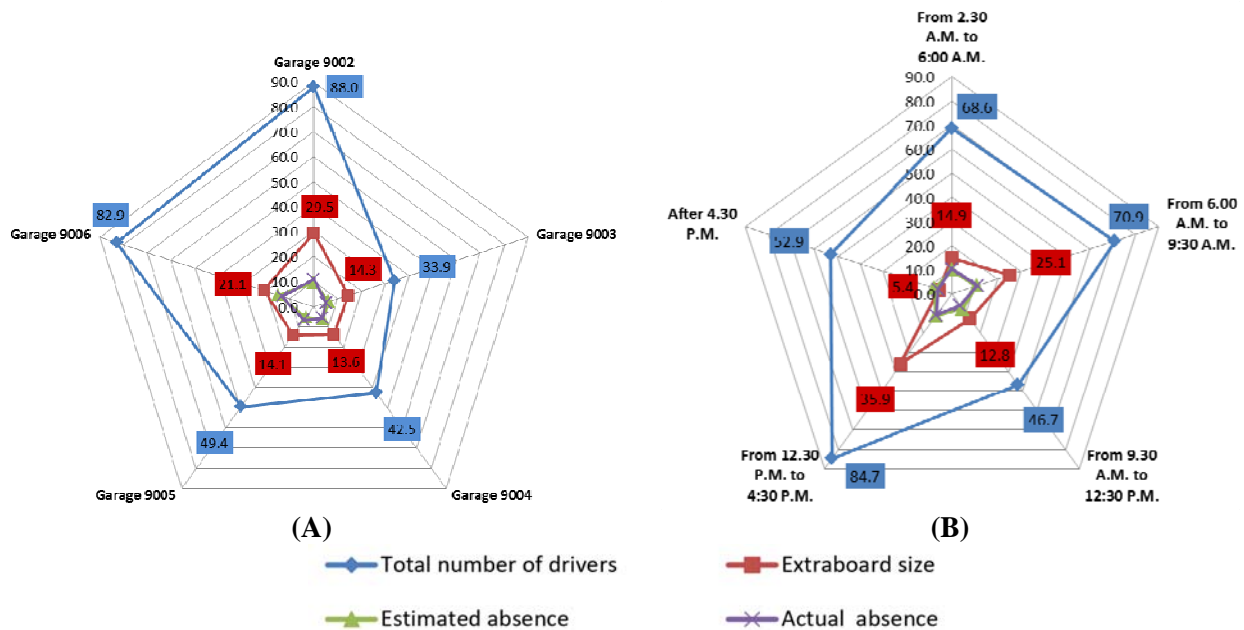 Garage 9002
90.0
80.0
70.0
60.0
50.0
40.0
30.0
20.0
10.0
0.0
88.0
29.5
Garage 9003
33.9
14.3
Garage 9004
42.5
13.6
Garage 9005
49.4
14.1
Garage 9006
82.9
21.1
(A)
From 2.30
A.M. to
6:00 A.M.
90.0
80.0
70.0
60.0
50.0
40.0
30.0
20.0
10.0
0.0
68.6
14.9
From 6.00
A.M. to
9:30 A.M.
70.9
25.1
From 9.30
A.M. to
12:30 P.M.
46.7
12.8
From 12.30
P.M. to
4:30 P.M.
84.7
35.9
After 4.30
P.M.
52.9
5.4
(B)
Total number of drivers
Extraboard size
Estimated absence
Actual absence